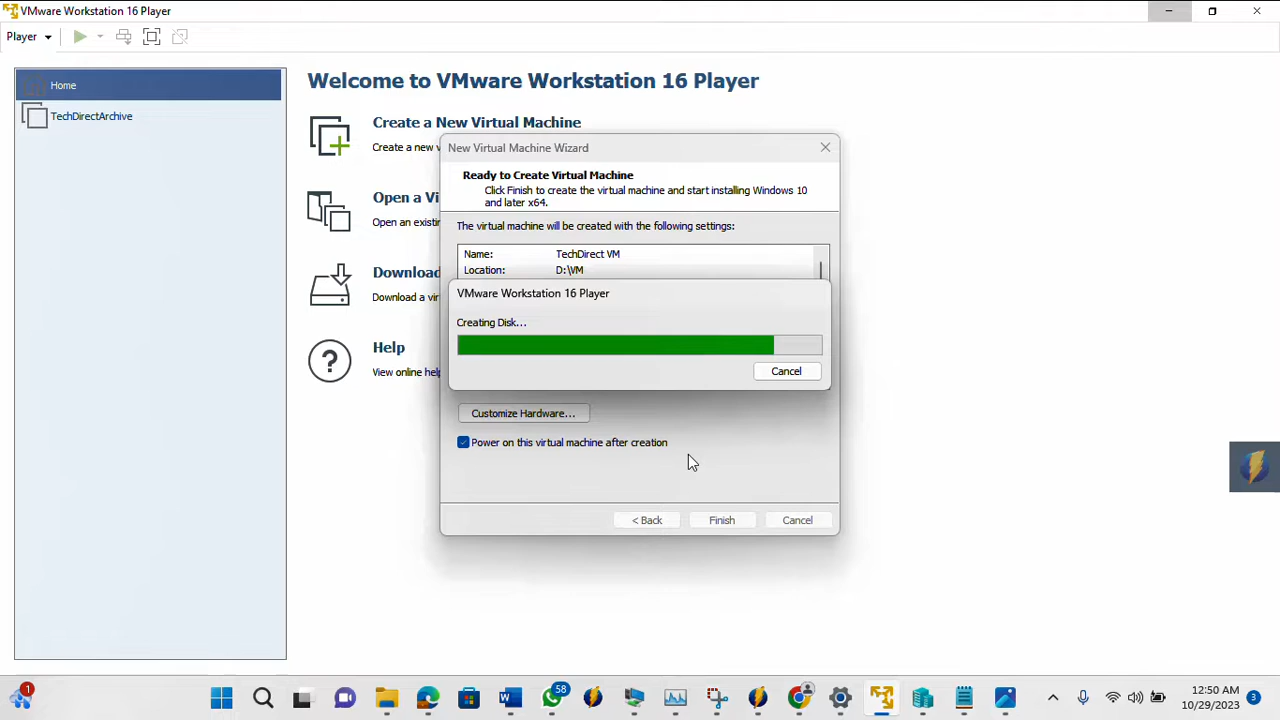 VMware Workstation 16 Player
Player
Home
TechDirectArchive
Welcome to VMware Workstation 16 Player
Create a New Virtual Machine
Create a new v
Open a Vi
Open an existin
Download
Download a vir
Help
View online help
New Virtual Machine Wizard
Ready to Create Virtual Machine
Click Finish to create the virtual machine and start installing Windows 10
and later x64.
The virtual machine will be created with the following settings:
Name: TechDirect VM
Location: D:\VM
VMware Workstation 16 Player
Creating Disk...
Cancel
Customize Hardware...
Power on this virtual machine after creation
< Back Finish Cancel
1
58
12:50 AM
10/29/2023
3